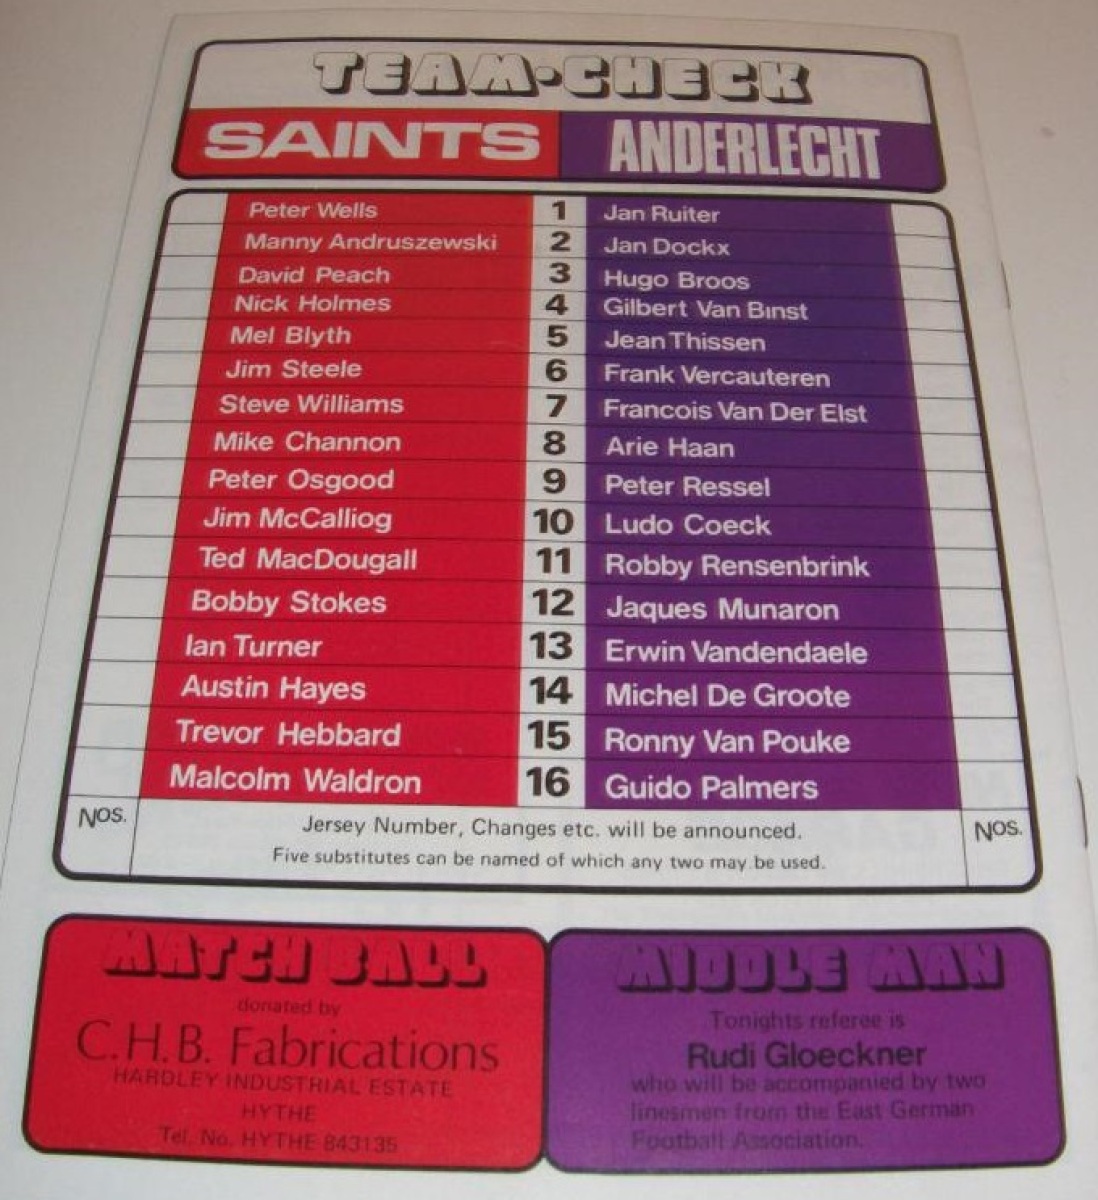 TEAM·CHECK
SAINTS ANDERLECHT
Peter Wells 1 Jan Ruiter
Manny Andruszewski 2 Jan Dockx
David Peach 3 Hugo Broos
Nick Holmes 4 Gilbert Van Binst
Mel Blyth 5 Jean Thissen
Jim Steele 6 Frank Vercauteren
Steve Williams 7 Francois Van Der Elst
Mike Channon 8 Arie Haan
Peter Osgood 9 Peter Ressel
Jim McCalliog 10 Ludo Coeck
Ted MacDougall 11 Robby Rensenbrink
Bobby Stokes 12 Jaques Munaron
Ian Turner 13 Erwin Vandendaele
Austin Hayes 14 Michel De Groote
Trevor Hebbard 15 Ronny Van Pouke
Malcolm Waldron 16 Guido Palmers
Nos. Jersey Number, Changes etc. will be announced. Nos.
Five substitutes can be named of which any two may be used.
MATCH BALL
donated by
C.H.B. Fabrications
HARDLEY INDUSTRIAL ESTATE
HYTHE
Tel. No. HYTHE 843135
MIDDLE MAN
Tonights referee is
Rudi Gloeckner
who will be accompanied by two
linesmen from the East German
Football Association.